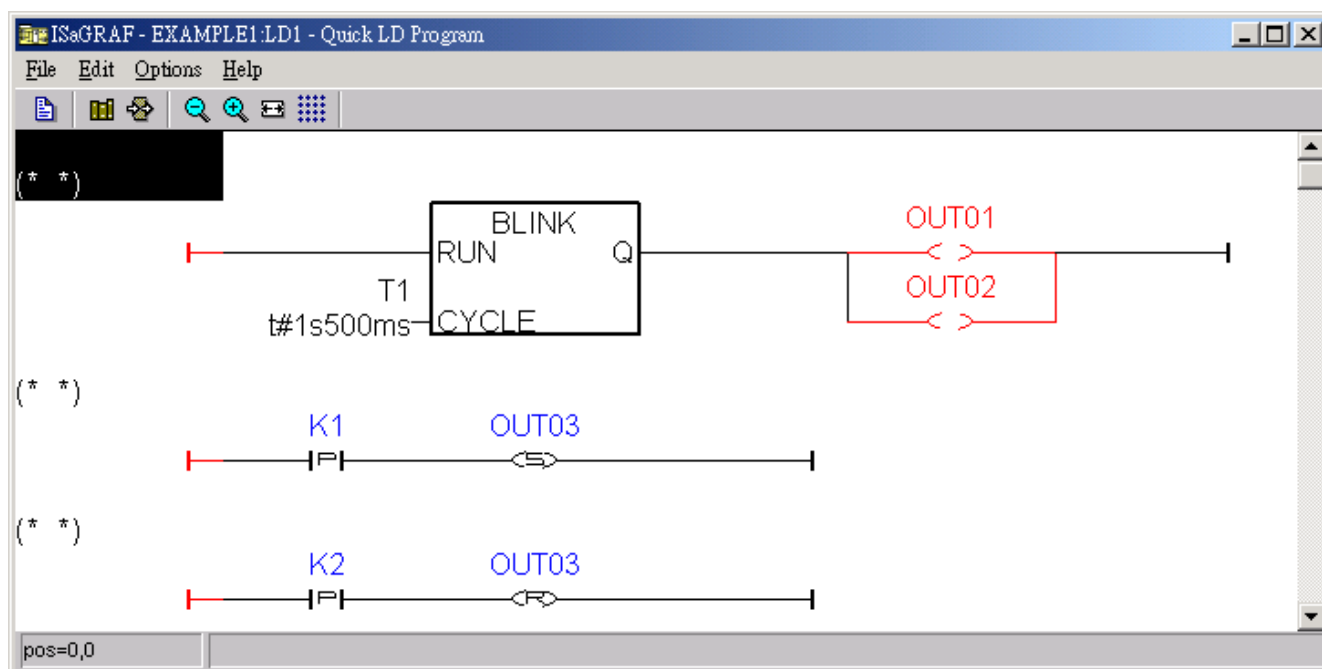 ISaGRAF - EXAMPLE1:LD1 - Quick LD Program
File Edit Options Help
(* *)
BLINK
RUN Q
T1
t#1s500ms CYCLE
OUT01
OUT02
(* *)
K1 OUT03
P S
(* *)
K2 OUT03
P R
pos=0,0